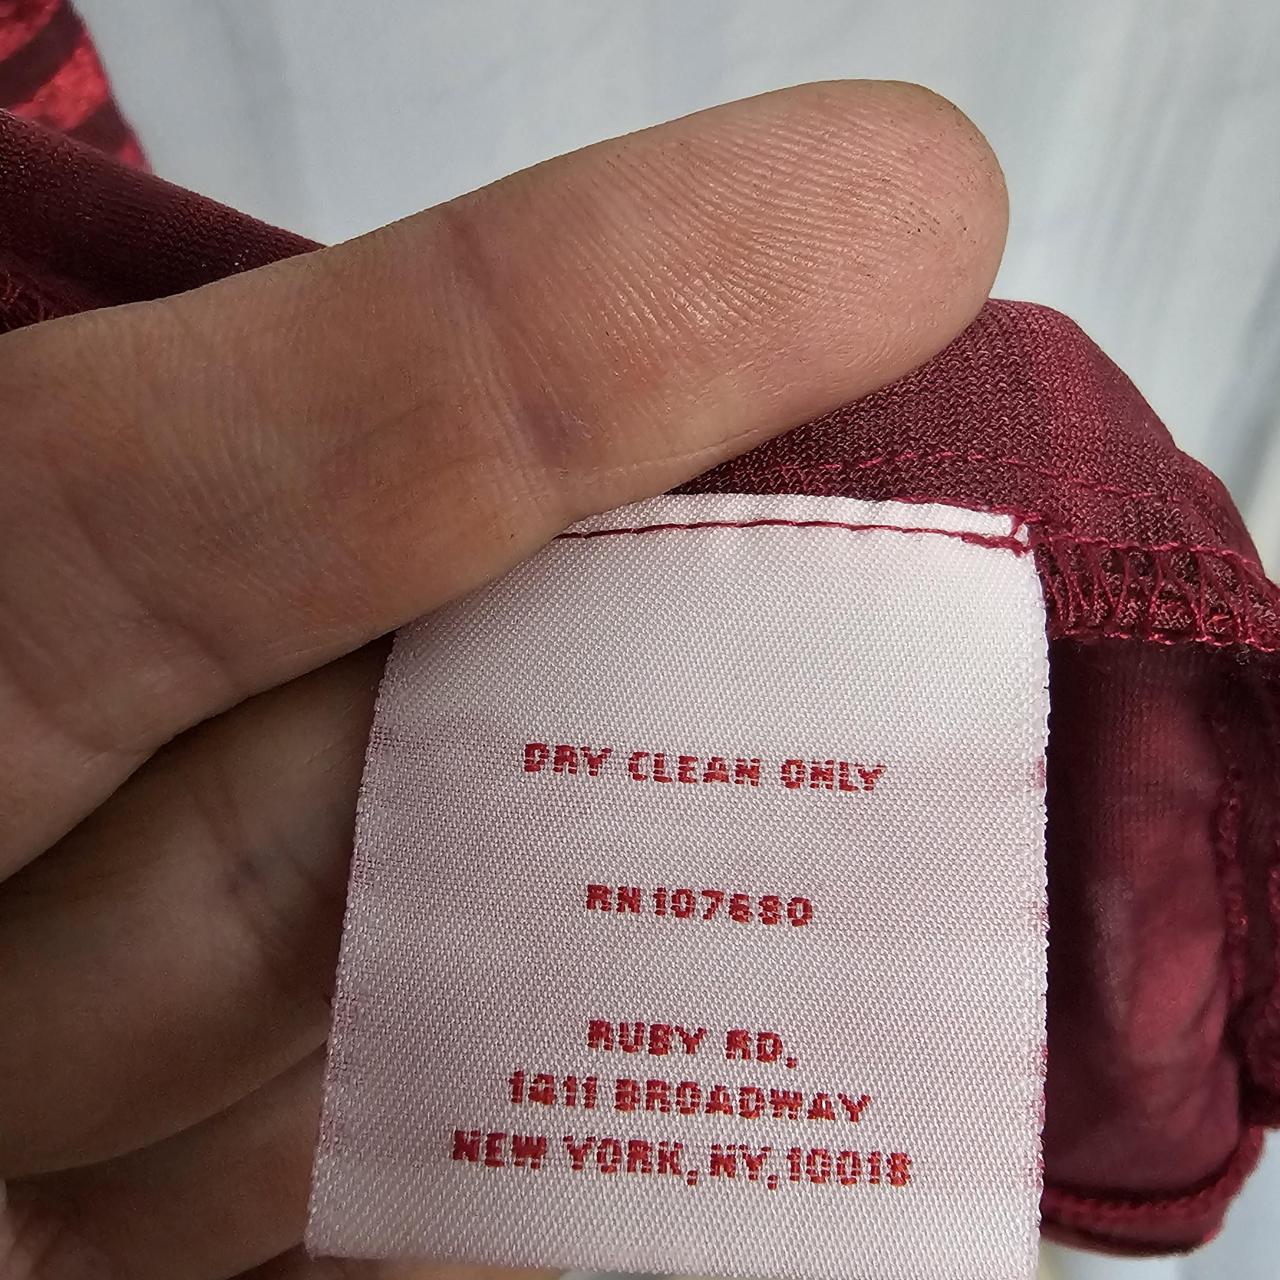 DRY CLEAN ONLY
RN 107680
RUBY RD.
1411 BROADWAY
NEW YORK, NY, 10018